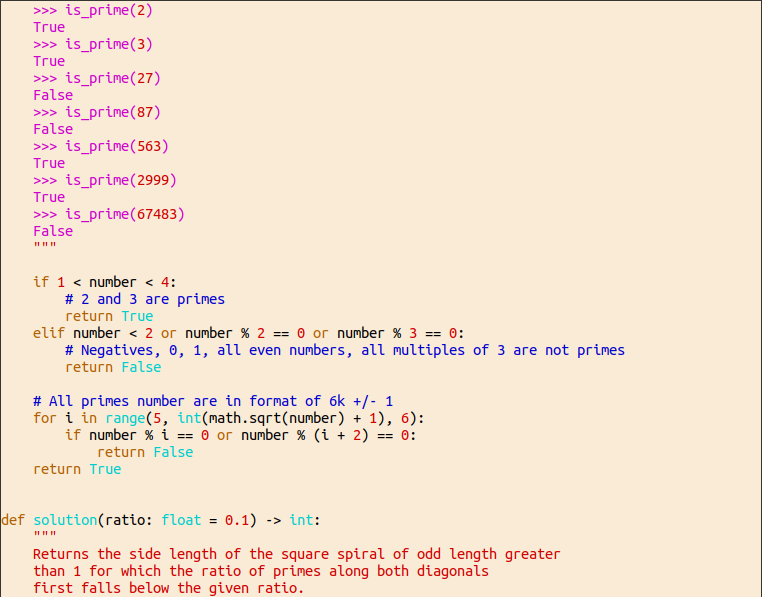 >>> is_prime(2)
    True
    >>> is_prime(3)
    True
    >>> is_prime(27)
    False
    >>> is_prime(87)
    False
    >>> is_prime(563)
    True
    >>> is_prime(2999)
    True
    >>> is_prime(67483)
    False
    """

    if 1 < number < 4:
        # 2 and 3 are primes
        return True
    elif number < 2 or number % 2 == 0 or number % 3 == 0:
        # Negatives, 0, 1, all even numbers, all multiples of 3 are not primes
        return False

    # All primes number are in format of 6k +/- 1
    for i in range(5, int(math.sqrt(number) + 1), 6):
        if number % i == 0 or number % (i + 2) == 0:
            return False
    return True


def solution(ratio: float = 0.1) -> int:
    """
    Returns the side length of the square spiral of odd length greater
    than 1 for which the ratio of primes along both diagonals
    first falls below the given ratio.